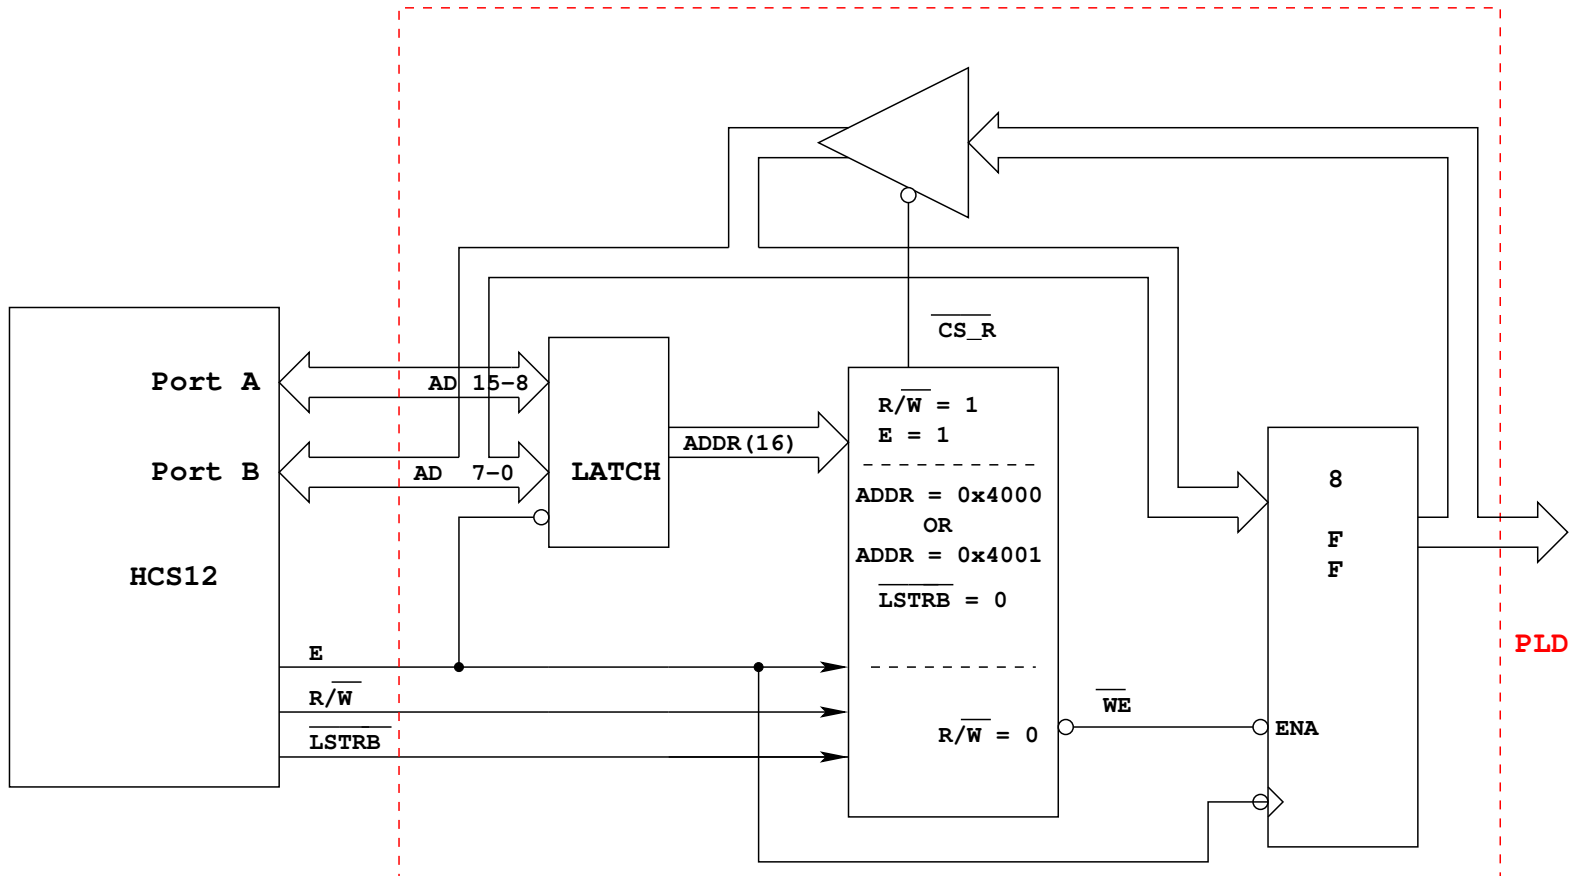 CS_R
Port A
AD 15-8
R/W = 1
E = 1
ADDR(16)
Port B
AD 7-0
LATCH
ADDR = 0x4000
OR
ADDR = 0x4001
8
F
F
HCS12
LSTRB = 0
E
PLD
R/W
WE
LSTRB
R/W = 0
ENA